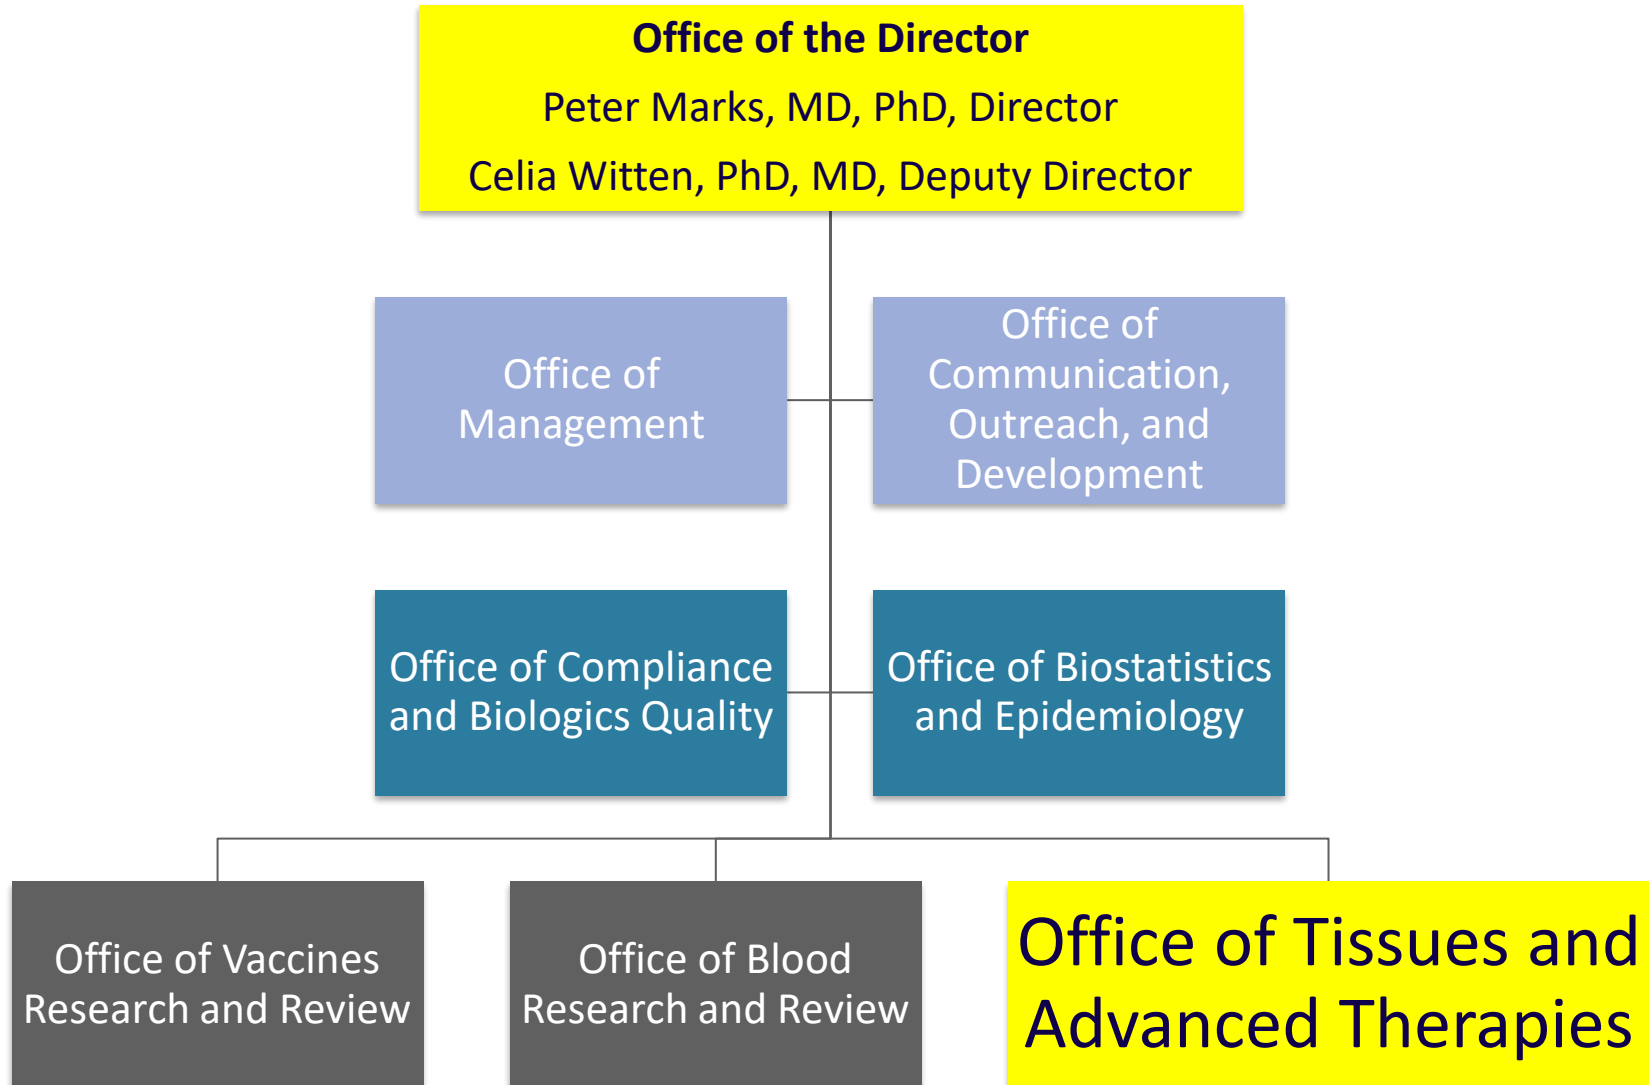 Office of the Director
Peter Marks, MD, PhD, Director
Celia Witten, PhD, MD, Deputy Director
Office of
Management
Office of
Communication,
Outreach, and
Development
Office of Compliance
and Biologics Quality
Office of Biostatistics
and Epidemiology
Office of Vaccines
Research and Review
Office of Blood
Research and Review
Office of Tissues and
Advanced Therapies